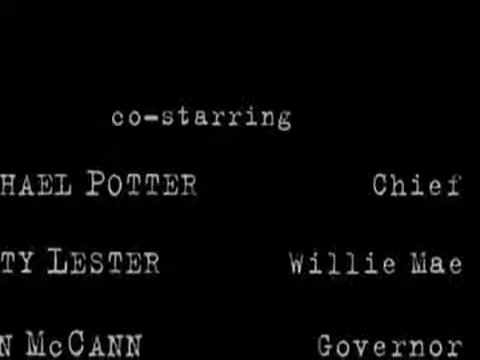 co-starring
HAEL POTTER Chief
TY LESTER Willie Mae
N McCANN Governor